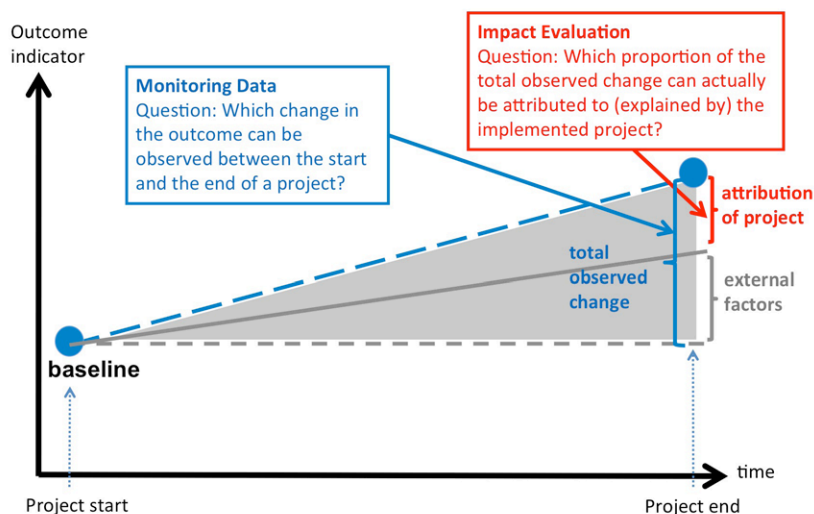 Outcome
indicator
Impact Evaluation
Question: Which proportion of the
total observed change can actually
be attributed to (explained by) the
implemented project?
Monitoring Data
Question: Which change in
the outcome can be
observed between the start
and the end of a project?
attribution
of project
total
observed
change
external
factors
baseline
time
Project start
Project end